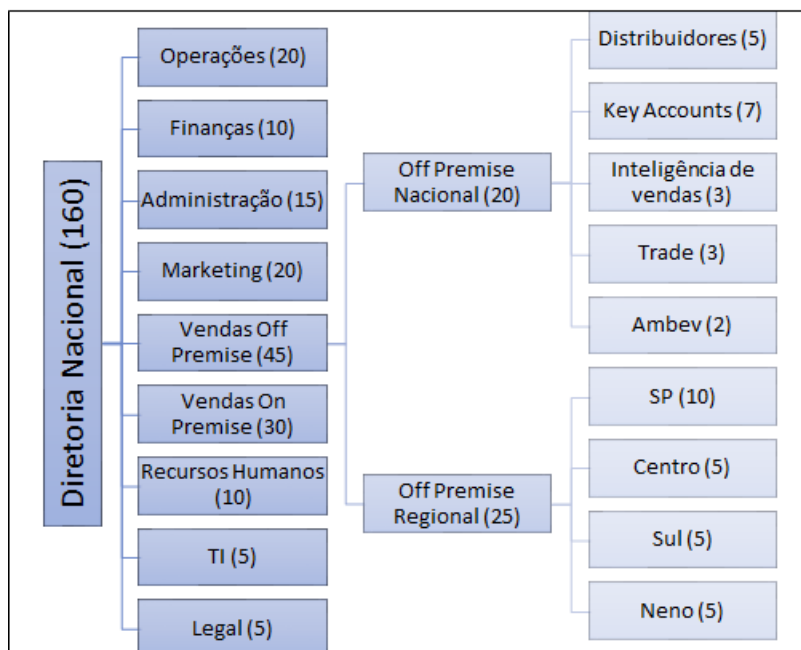 Diretoria Nacional (160)
Operações (20)
Finanças (10)
Administração (15)
Marketing (20)
Vendas Off
Premise (45)
Vendas On
Premise (30)
Recursos Humanos
(10)
TI (5)
Legal (5)
Off Premise
Nacional (20)
Off Premise
Regional (25)
Distribuidores (5)
Key Accounts (7)
Inteligência de
vendas (3)
Trade (3)
Ambev (2)
SP (10)
Centro (5)
Sul (5)
Neno (5)